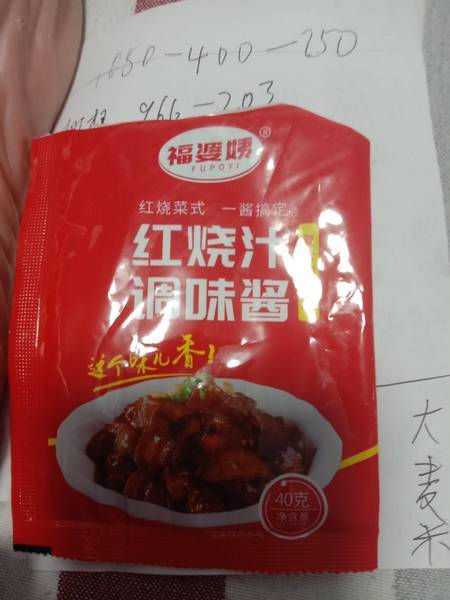 850-400-250
966-203
福婆姨®
FUPOYI
红烧菜式 一酱搞定
红烧汁
调味酱
这个味儿香!
40克
净含量
大麦米